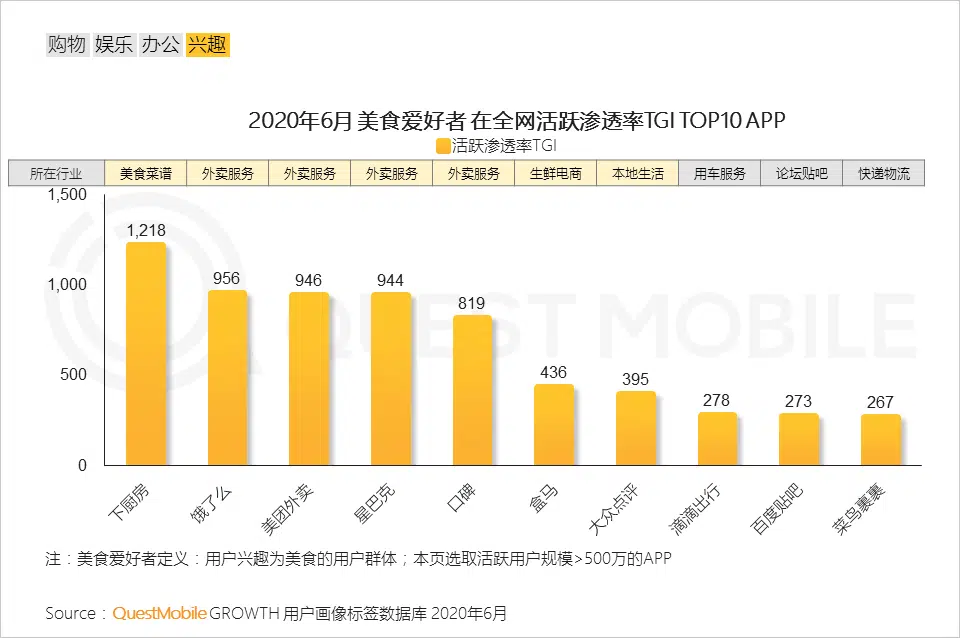 购物 娱乐 办公 兴趣
2020年6月 美食爱好者 在全网活跃渗透率TGI TOP10 APP
活跃渗透率TGI
所在行业 美食菜谱 外卖服务 外卖服务 外卖服务 外卖服务 生鲜电商 本地生活 用车服务 论坛贴吧 快递物流
1,500
1,000
500
0
1,218 956 946 944 819 436 395 278 273 267
QUEST MOBILE
下厨房 饿了么 美团外卖 星巴克 口碑 盒马 大众点评 滴滴出行 百度贴吧 菜鸟裹裹
注：美食爱好者定义：用户兴趣为美食的用户群体；本页选取活跃用户规模>500万的APP
Source：QuestMobile GROWTH 用户画像标签数据库 2020年6月